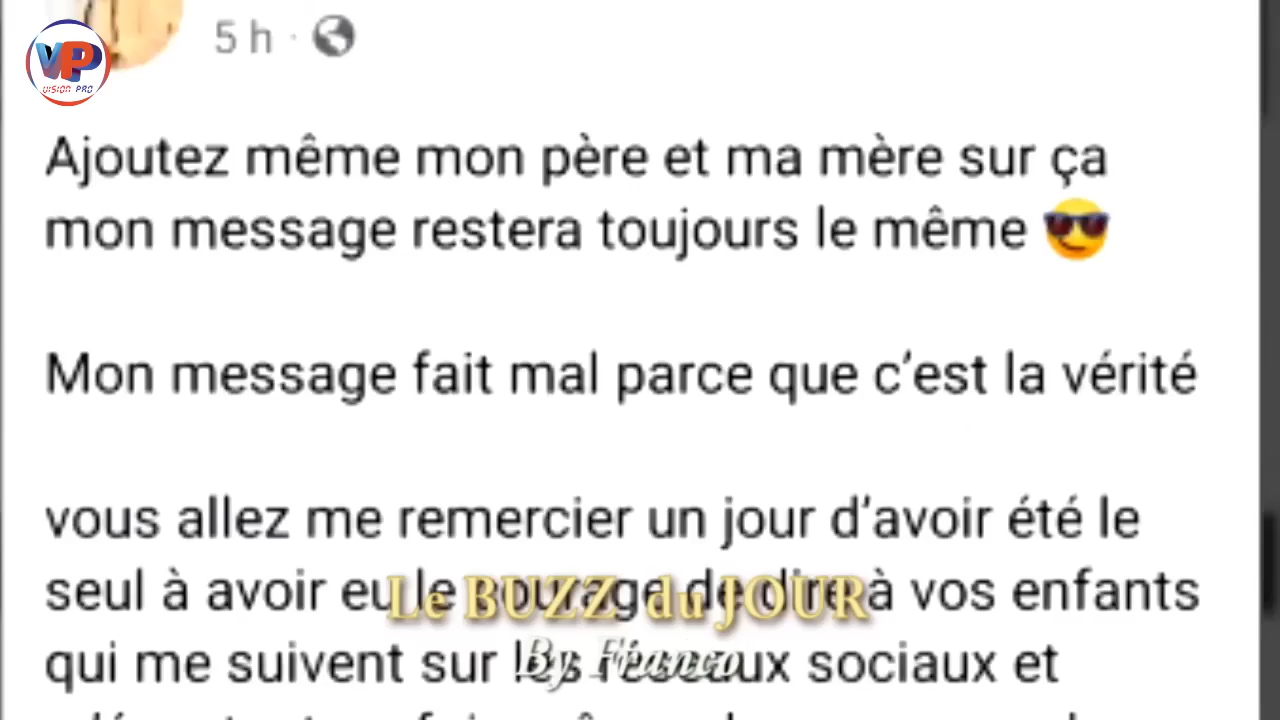 VP
VISION PRO
5 h ·
Ajoutez même mon père et ma mère sur ça
mon message restera toujours le même 😎
Mon message fait mal parce que c’est la vérité
vous allez me remercier un jour d’avoir été le
seul à avoir eu le courage de dire à vos enfants
Le BUZZ du JOUR
qui me suivent sur les réseaux sociaux et
By Franco